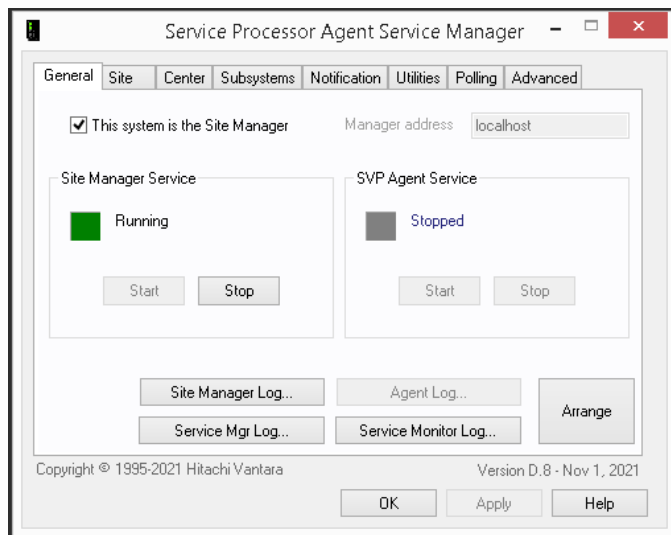 Service Processor Agent Service Manager
General Site Center Subsystems Notification Utilities Polling Advanced
This system is the Site Manager Manager address localhost
Site Manager Service SVP Agent Service
Running Stopped
Start Stop Start Stop
Site Manager Log... Agent Log...
Arrange
Service Mgr Log... Service Monitor Log...
Copyright © 1995-2021 Hitachi Vantara Version D.8 - Nov 1, 2021
OK Apply Help